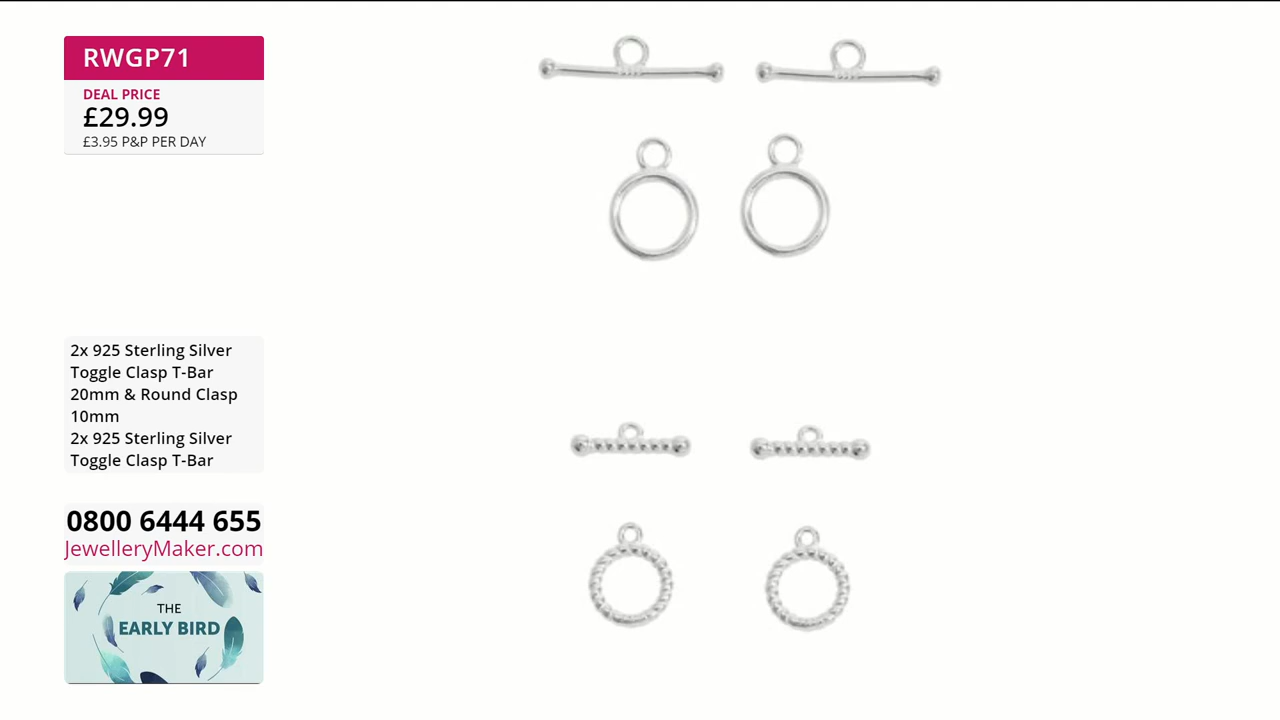 RWGP71
DEAL PRICE
£29.99
£3.95 P&P PER DAY
2x 925 Sterling Silver
Toggle Clasp T-Bar
20mm & Round Clasp
10mm
2x 925 Sterling Silver
Toggle Clasp T-Bar
0800 6444 655
JewelleryMaker.com
THE
EARLY BIRD